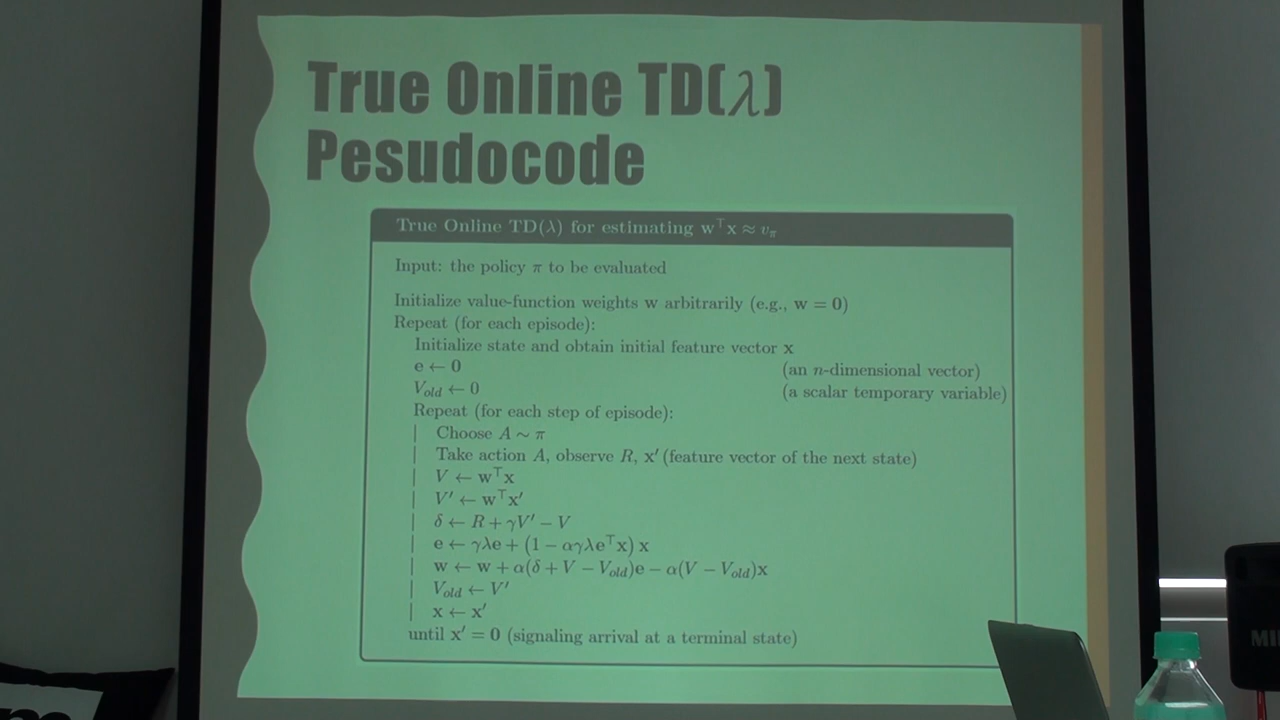 True Online TD(λ)
Pesudocode
True Online TD(λ) for estimating w⊤x ≈ vπ
Input: the policy π to be evaluated
Initialize value-function weights w arbitrarily (e.g., w = 0)
Repeat (for each episode):
Initialize state and obtain initial feature vector x
e ← 0 (an n-dimensional vector)
Vold ← 0 (a scalar temporary variable)
Repeat (for each step of episode):
| Choose A ∼ π
| Take action A, observe R, x′ (feature vector of the next state)
| V ← w⊤x
| V′ ← w⊤x′
| δ ← R + γV′ − V
| e ← γλe + (1 − αγλe⊤x) x
| w ← w + α(δ + V − Vold)e − α(V − Vold)x
| Vold ← V′
| x ← x′
until x′ = 0 (signaling arrival at a terminal state)